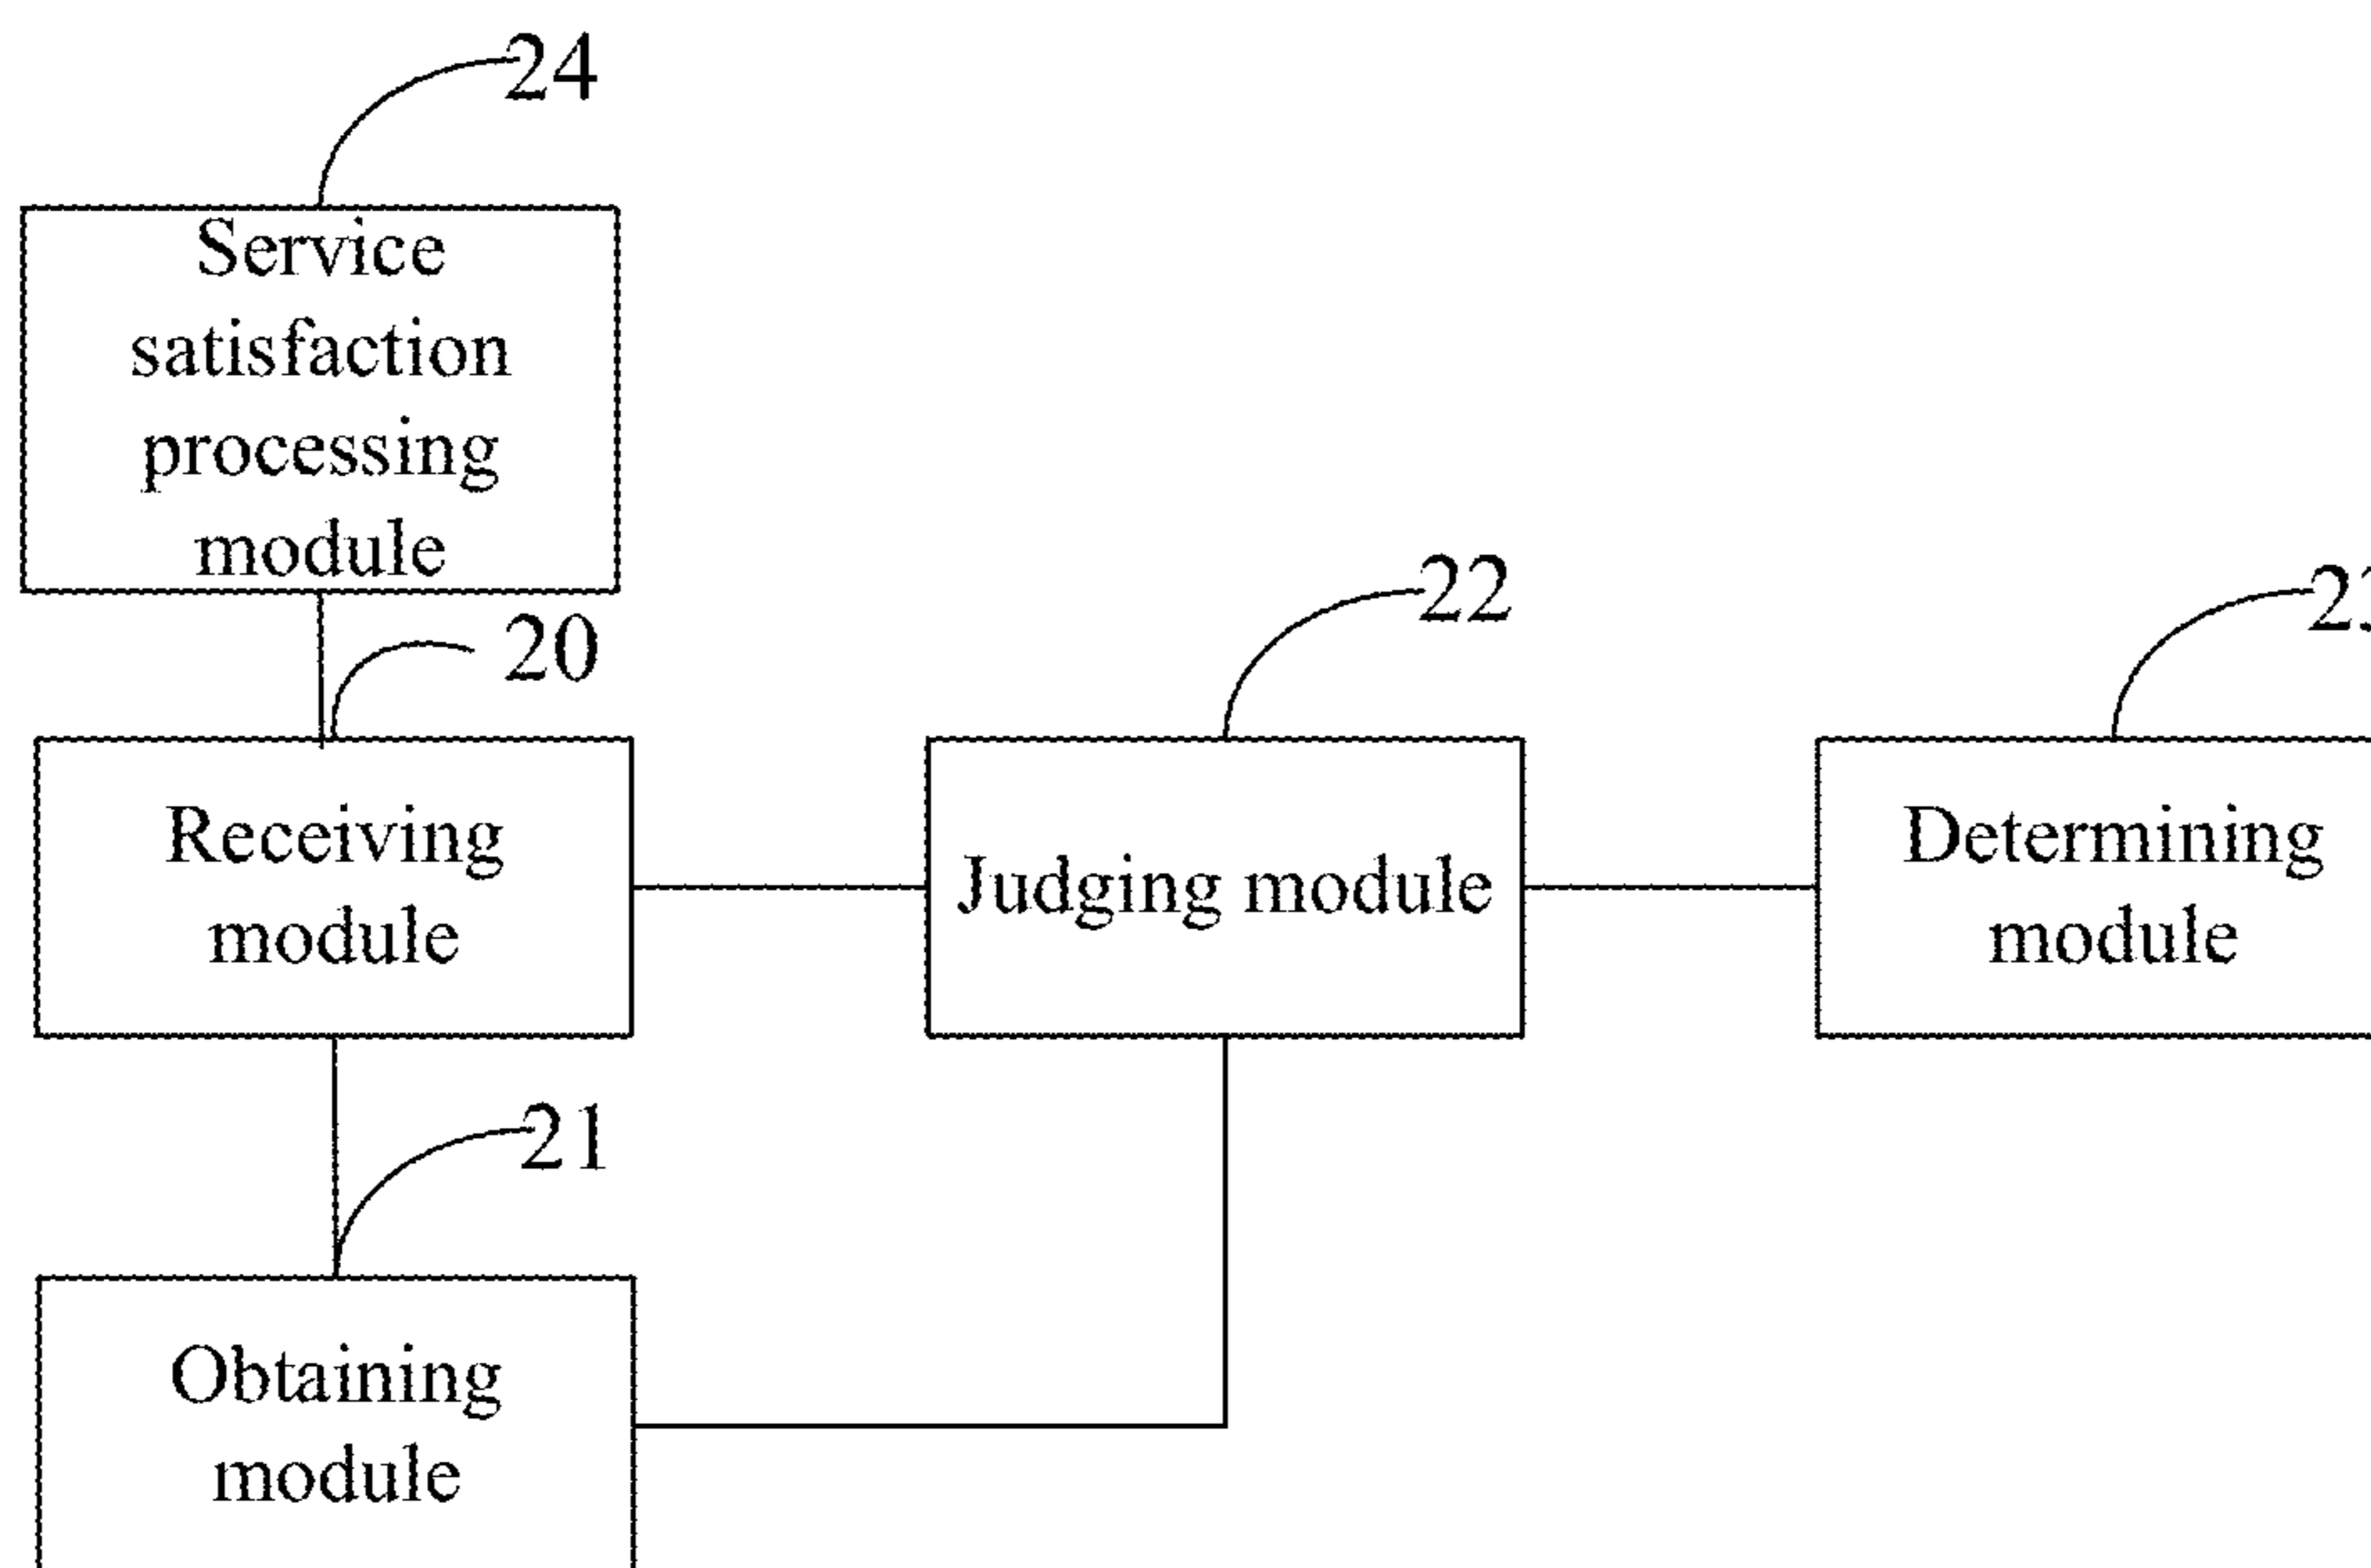 24
Service
satisfaction
processing
module
20
22
Receiving
module
Judging module
Determining
module
21
Obtaining
module